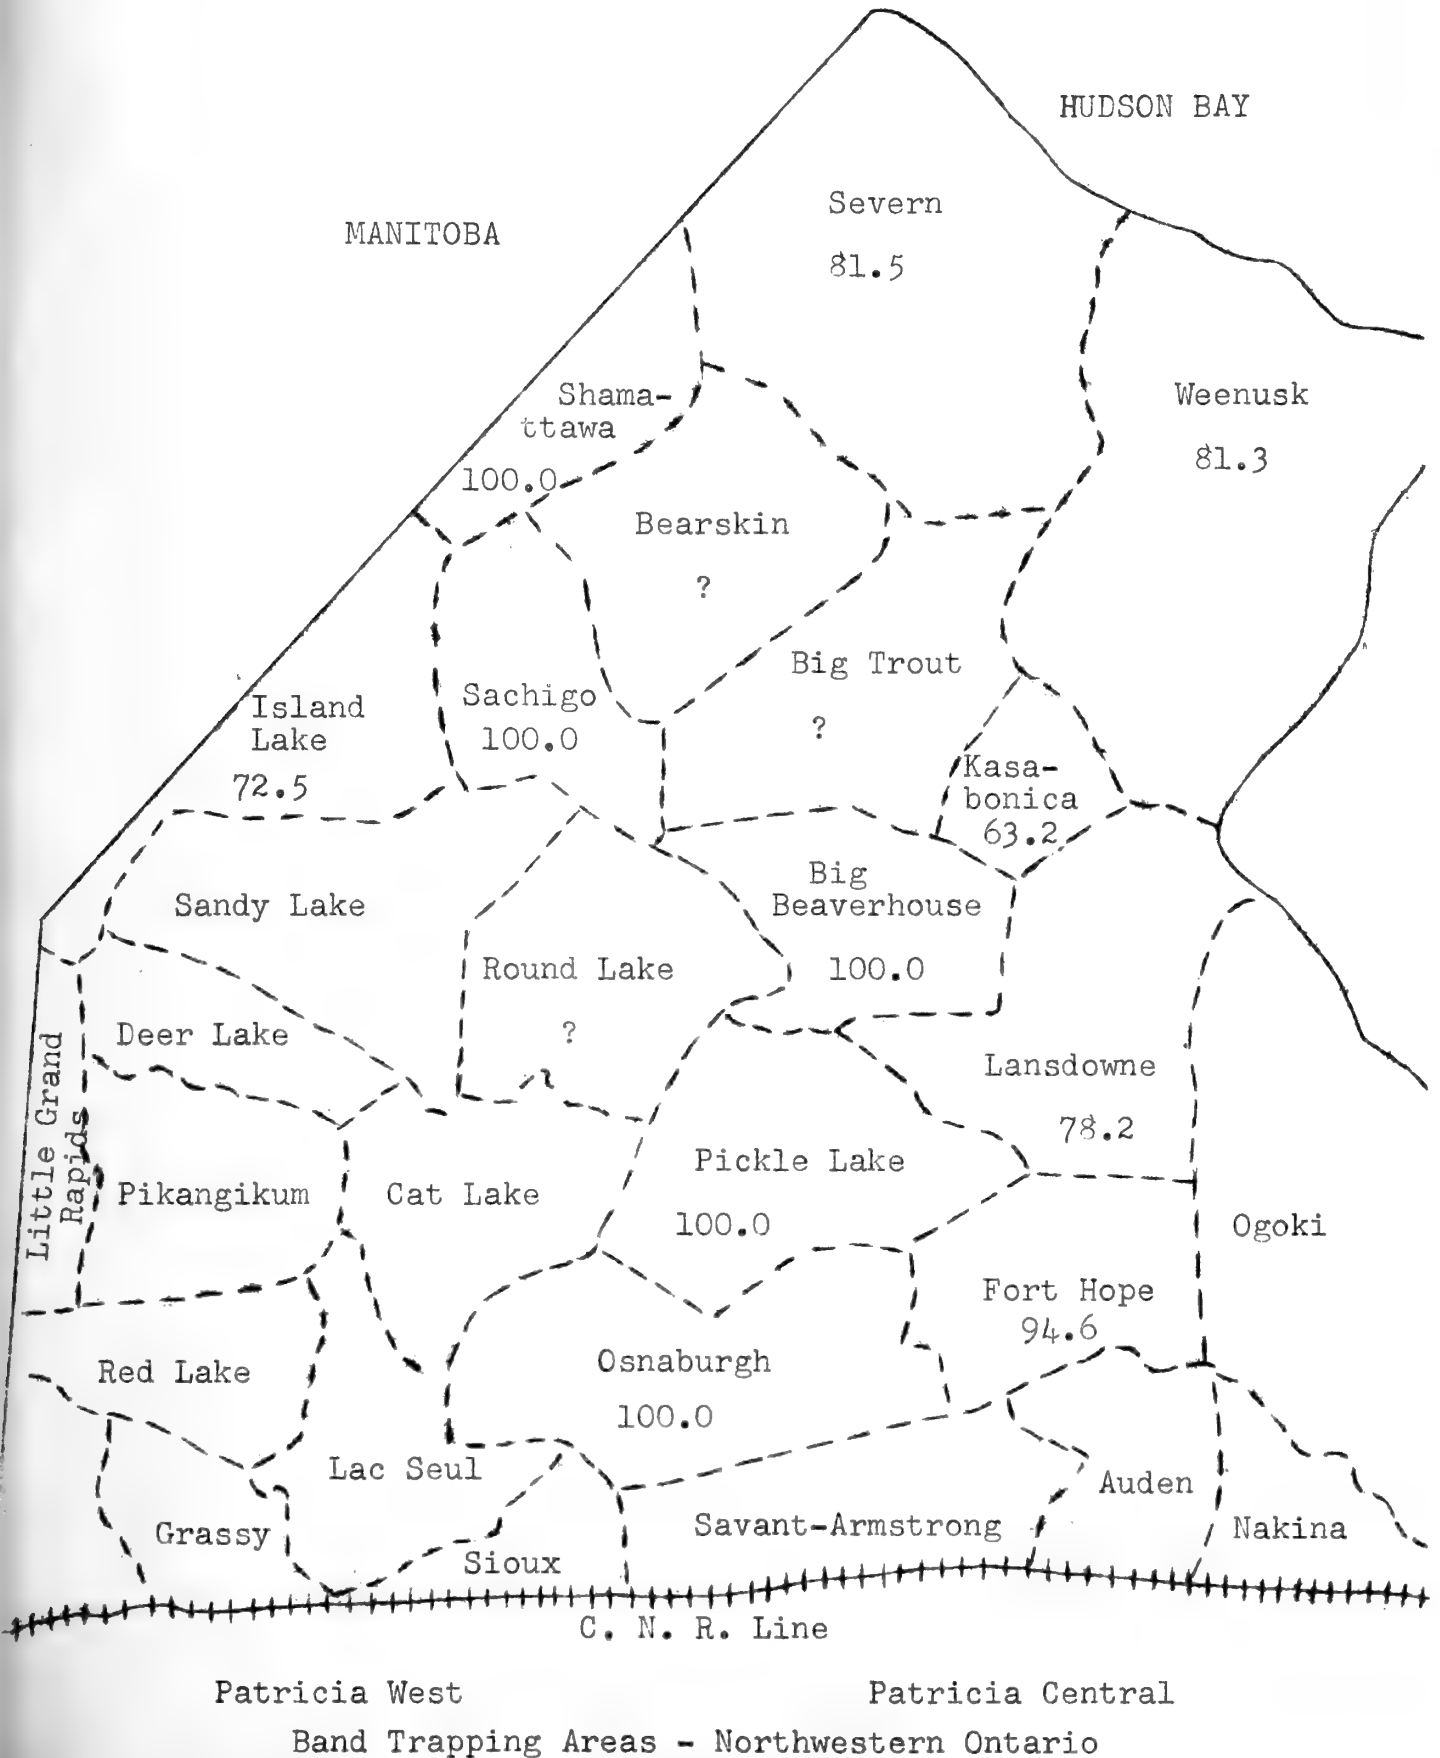 HUDSON BAY
MANITOBA
Severn
81.5
Shama-
ttawa
100.0
Weenusk
81.3
Bearskin
?
Big Trout
?
Island
Lake
72.5
Sachigo
100.0
Kasa-
bonica
63.2
Sandy Lake
Big
Beaverhouse
100.0
Round Lake
?
Deer Lake
Little Grand
Rapids
Lansdowne
78.2
Pikangikum
Cat Lake
Pickle Lake
100.0
Ogoki
Fort Hope
94.6
Red Lake
Osnaburgh
100.0
Lac Seul
Auden
Grassy
Sioux
Savant-Armstrong
Nakina
C. N. R. Line
Patricia West
Patricia Central
Band Trapping Areas - Northwestern Ontario